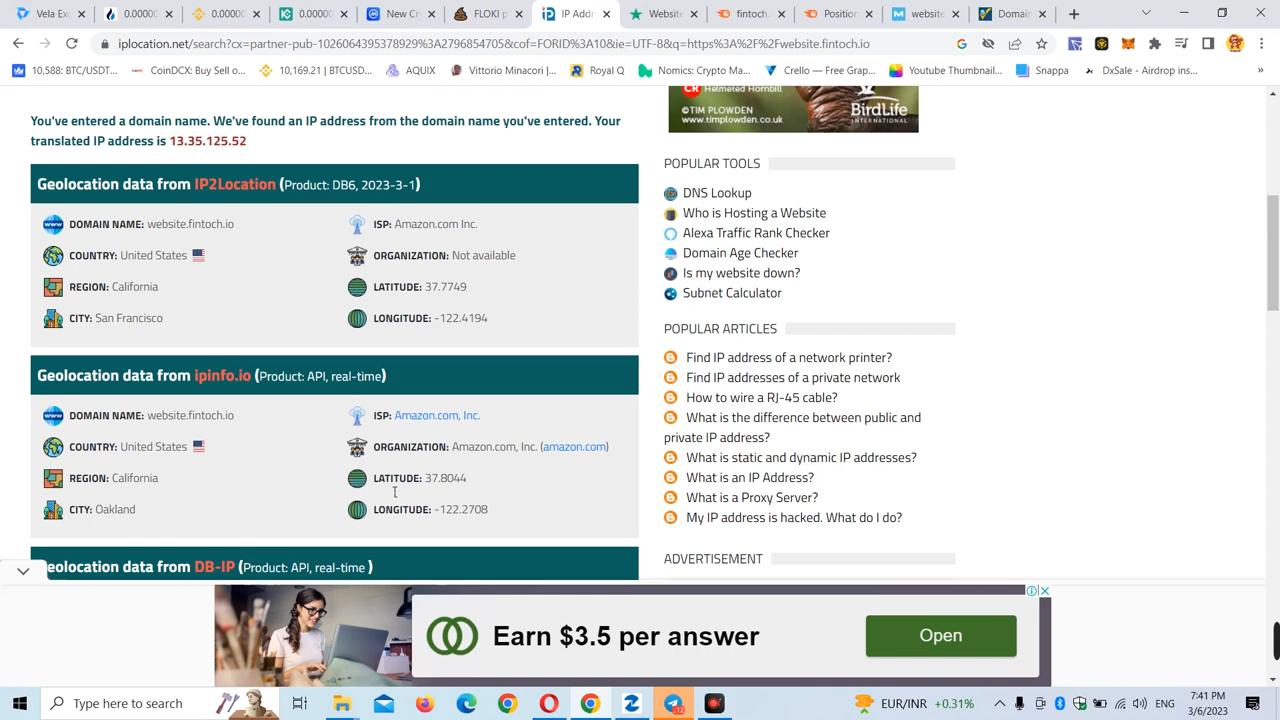 Vela Ex
0.0000
0.0000
0.0000
New Cr
FLOKI p
IP Ad
Website
fintoch.
Position
website
Domain
iplocation.net/search?cx=partner-pub-1026064395378929%3A2796854705&cof=FORID%3A10&ie=UTF-8&q=https%3A%2F%2Fwebsite.fintoch.io
10,588: BTC/USDT...
CoinDCX: Buy Sell o...
10,169.21 | BTCUSD...
AQUIX
Vittorio Minacori |...
Royal Q
Nomics: Crypto Ma...
Crello — Free Grap...
Youtube Thumbnail...
Snappa
DxSale - Airdrop ins...
»
You've entered a domain name. We've found an IP address from the domain name you've entered. Your
translated IP address is 13.35.125.52
Geolocation data from IP2Location (Product: DB6, 2023-3-1)
DOMAIN NAME: website.fintoch.io
ISP: Amazon.com Inc.
COUNTRY: United States
ORGANIZATION: Not available
REGION: California
LATITUDE: 37.7749
CITY: San Francisco
LONGITUDE: -122.4194
Geolocation data from ipinfo.io (Product: API, real-time)
DOMAIN NAME: website.fintoch.io
ISP: Amazon.com, Inc.
COUNTRY: United States
ORGANIZATION: Amazon.com, Inc. (amazon.com)
REGION: California
LATITUDE: 37.8044
CITY: Oakland
LONGITUDE: -122.2708
eolocation data from DB-IP (Product: API, real-time )
CR Helmeted Hornbill
©TIM PLOWDEN
www.timplowden.co.uk
BirdLife
INTERNATIONAL
POPULAR TOOLS
DNS Lookup
Who is Hosting a Website
Alexa Traffic Rank Checker
Domain Age Checker
Is my website down?
Subnet Calculator
POPULAR ARTICLES
Find IP address of a network printer?
Find IP addresses of a private network
How to wire a RJ-45 cable?
What is the difference between public and
private IP address?
What is static and dynamic IP addresses?
What is an IP Address?
What is a Proxy Server?
My IP address is hacked. What do I do?
ADVERTISEMENT
Earn $3.5 per answer
Open
Type here to search
12
EUR/INR +0.31%
ENG
7:41 PM
3/6/2023